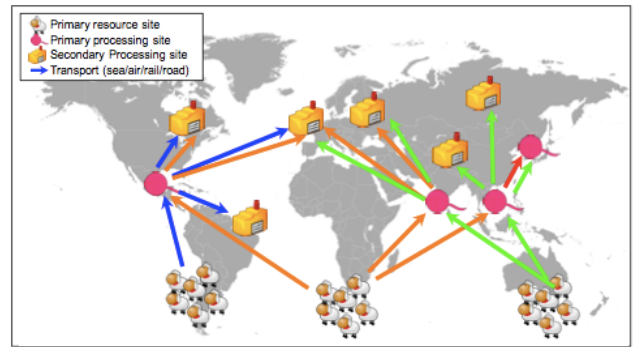 Primary resource site
Primary processing site
Secondary Processing site
Transport (sea/air/rail/road)